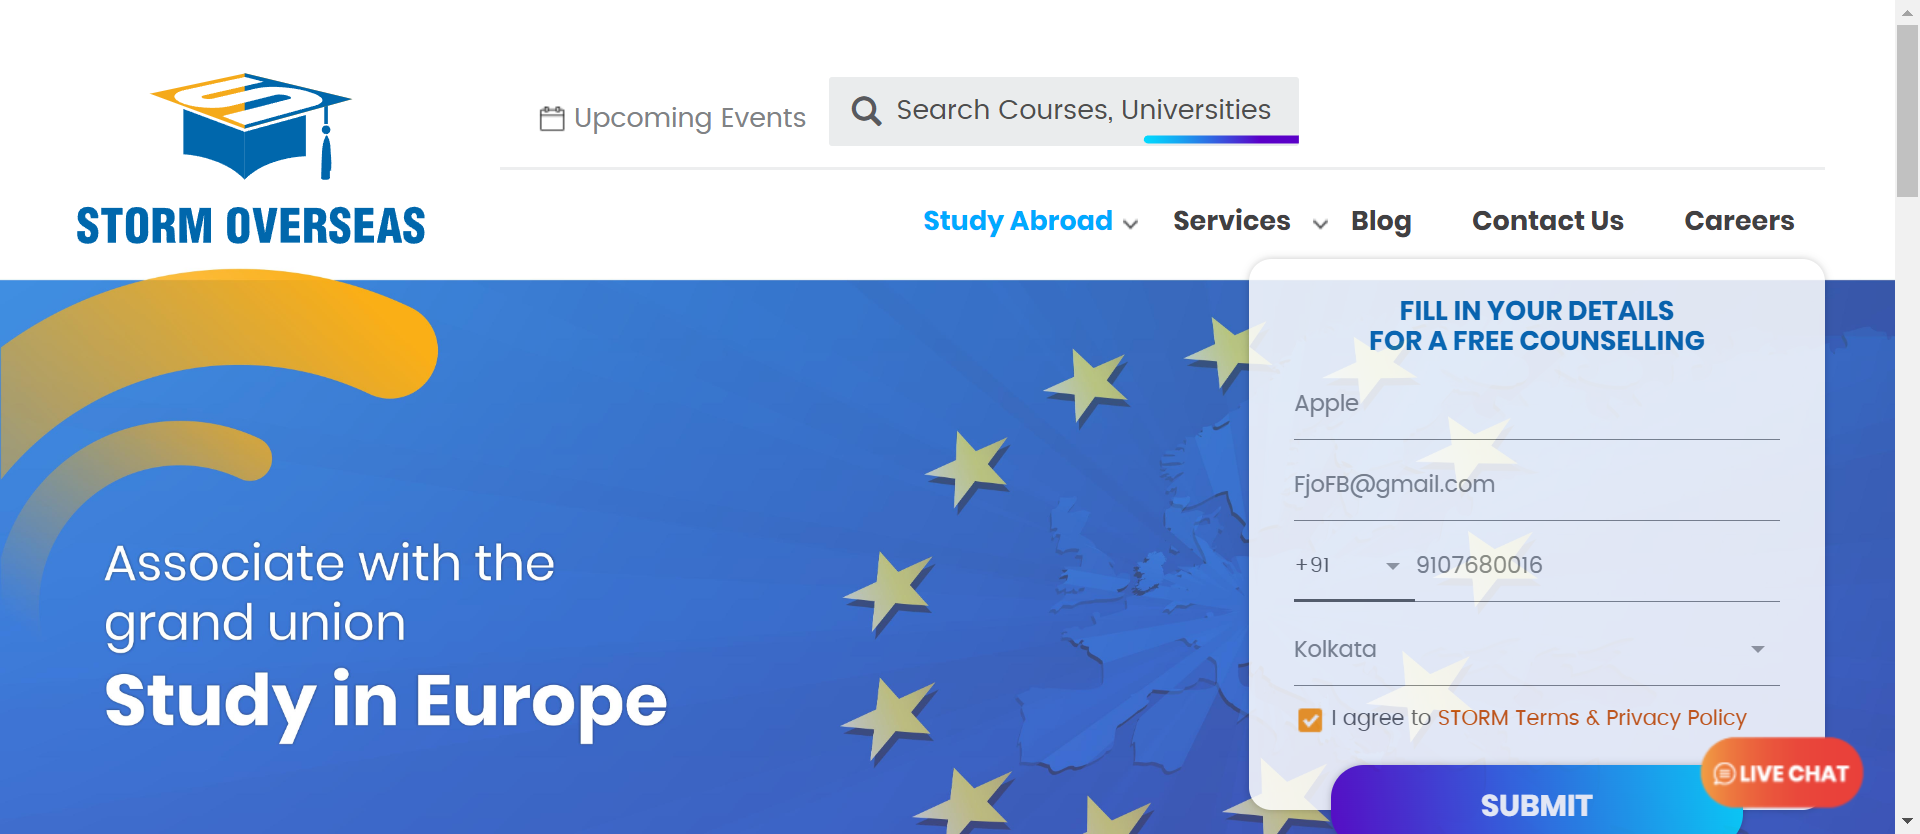 STORM OVERSEAS
Upcoming Events
Search Courses, Universities
Study Abroad
Services
Blog
Contact Us
Careers
Associate with the
grand union
Study in Europe
FILL IN YOUR DETAILS
FOR A FREE COUNSELLING
Apple
FjoFB@gmail.com
+91 9107680016
Kolkata
I agree to STORM Terms & Privacy Policy
LIVE CHAT
SUBMIT